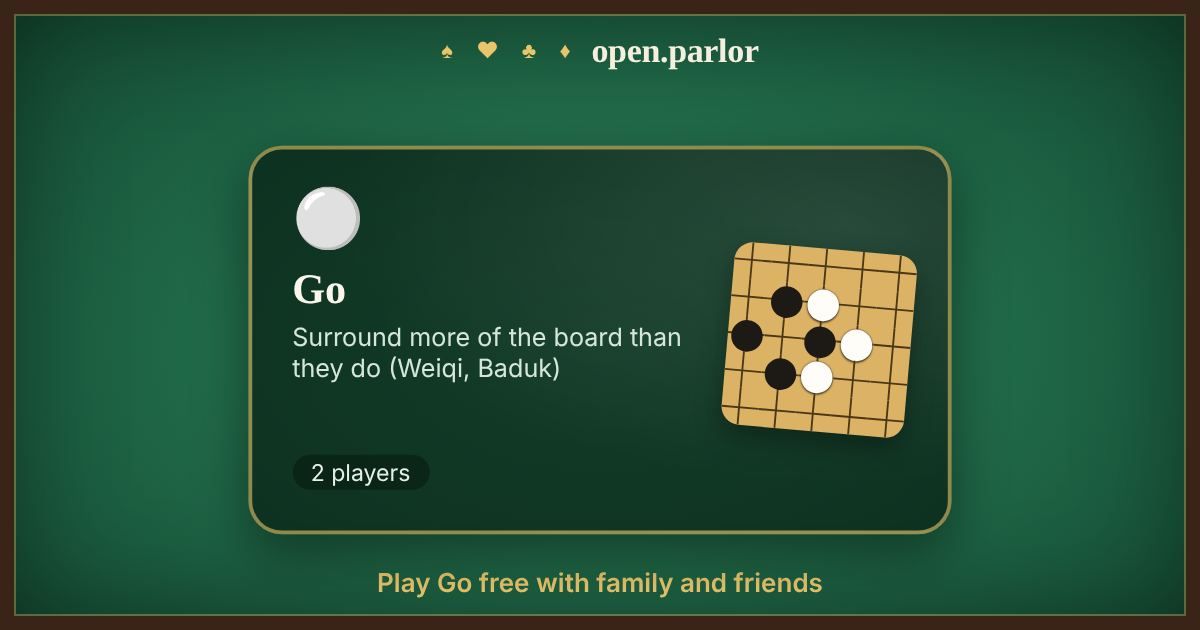 ♠ ♥ ♣ ♦ open.parlor
Go
Surround more of the board than
they do (Weiqi, Baduk)
2 players
Play Go free with family and friends